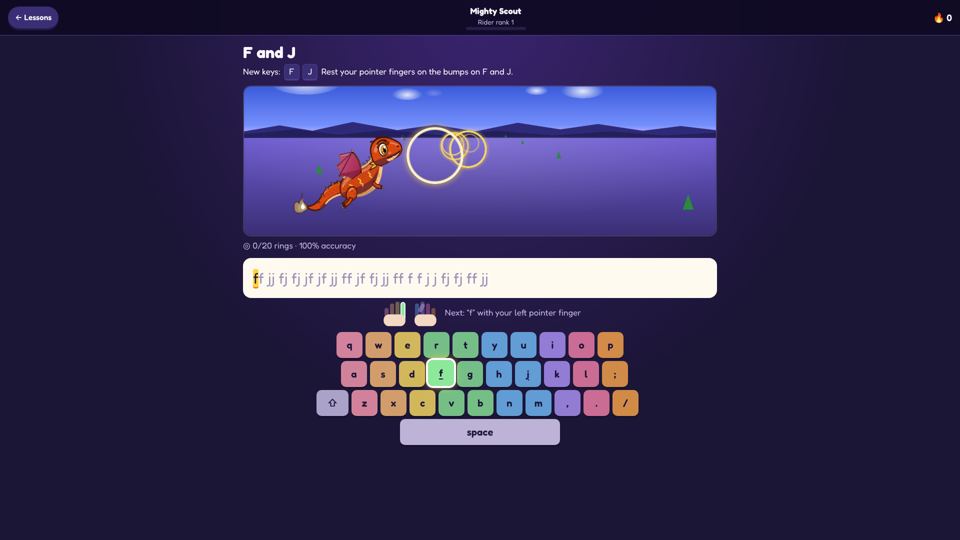 ← Lessons
Mighty Scout
Rider rank 1
🔥 0
F and J
New keys: F J Rest your pointer fingers on the bumps on F and J.
◎ 0/20 rings · 100% accuracy
ff jj fj fj jf jf jj ff jf fj jj ff f f j j fj fj ff jj
Next: "f" with your left pointer finger
q w e r t y u i o p
a s d f g h j k l ;
⇧ z x c v b n m , . /
space